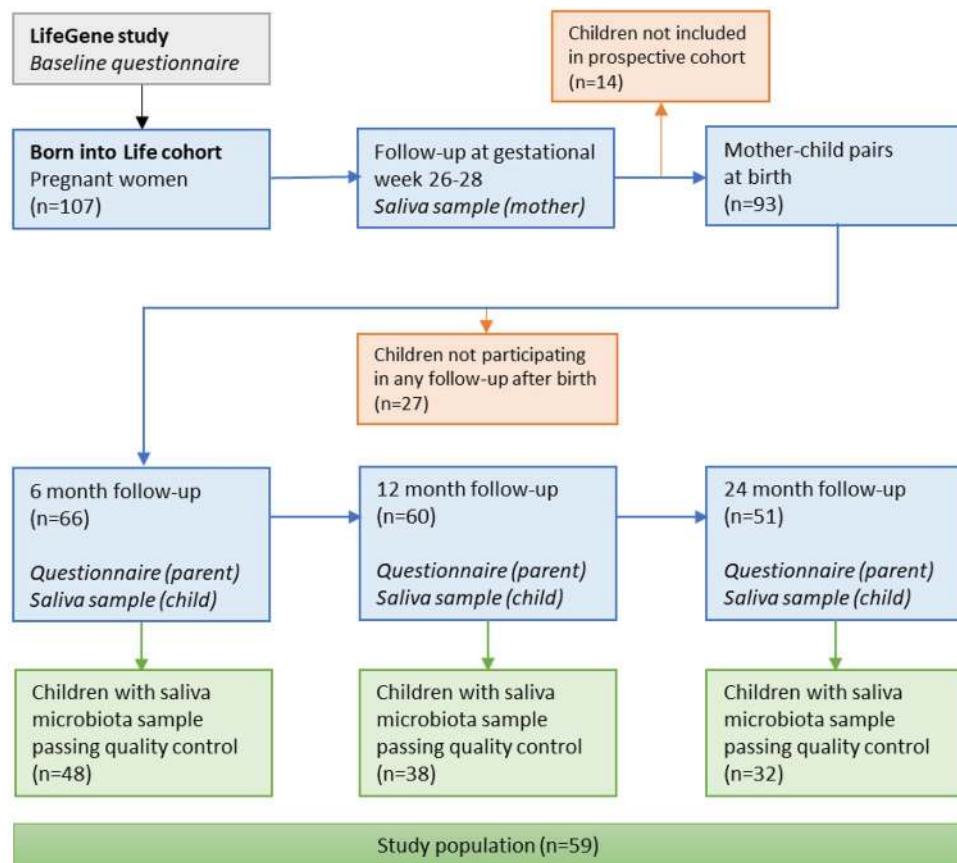 LifeGene study
Baseline questionnaire
Children not included
in prospective cohort
(n=14)
Born into Life cohort
Pregnant women
(n=107)
Follow-up at gestational
week 26-28
Saliva sample (mother)
Mother-child pairs
at birth
(n=93)
Children not participating
in any follow-up after birth
(n=27)
6 month follow-up
(n=66)
Questionnaire (parent)
Saliva sample (child)
12 month follow-up
(n=60)
Questionnaire (parent)
Saliva sample (child)
24 month follow-up
(n=51)
Questionnaire (parent)
Saliva sample (child)
Children with saliva
microbiota sample
passing quality control
(n=48)
Children with saliva
microbiota sample
passing quality control
(n=38)
Children with saliva
microbiota sample
passing quality control
(n=32)
Study population (n=59)